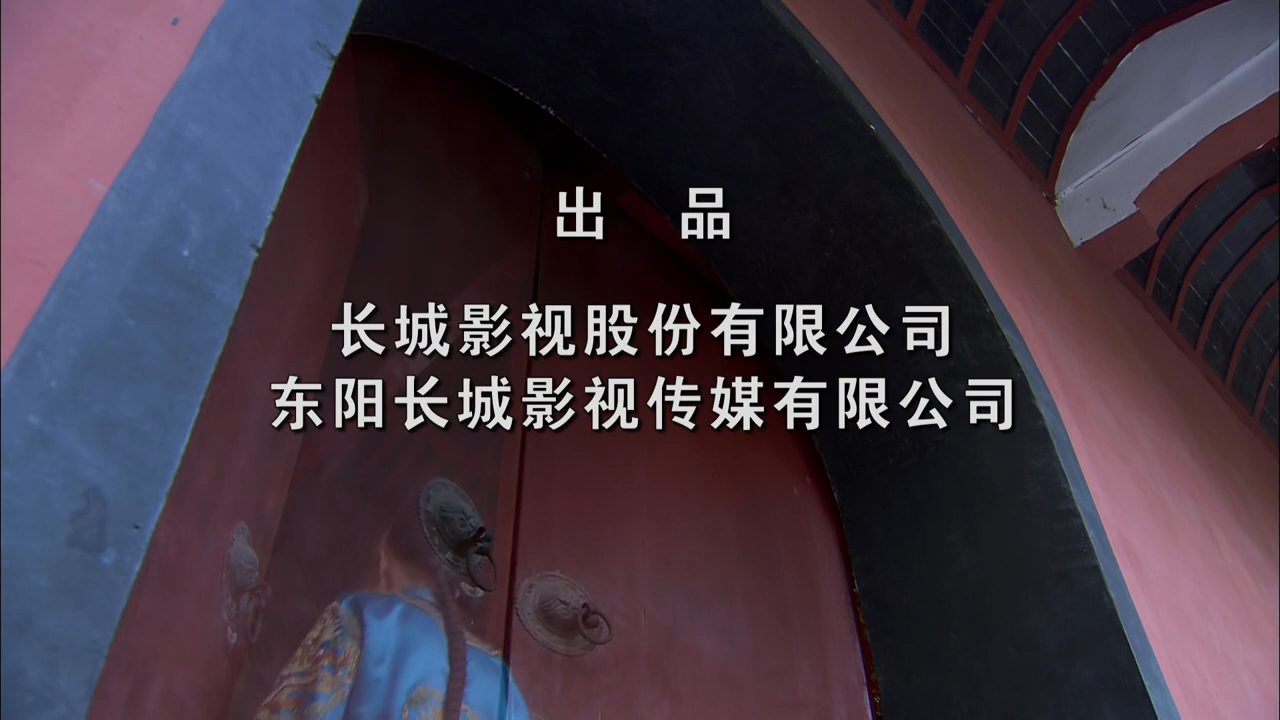 出 品
长城影视股份有限公司
东阳长城影视传媒有限公司